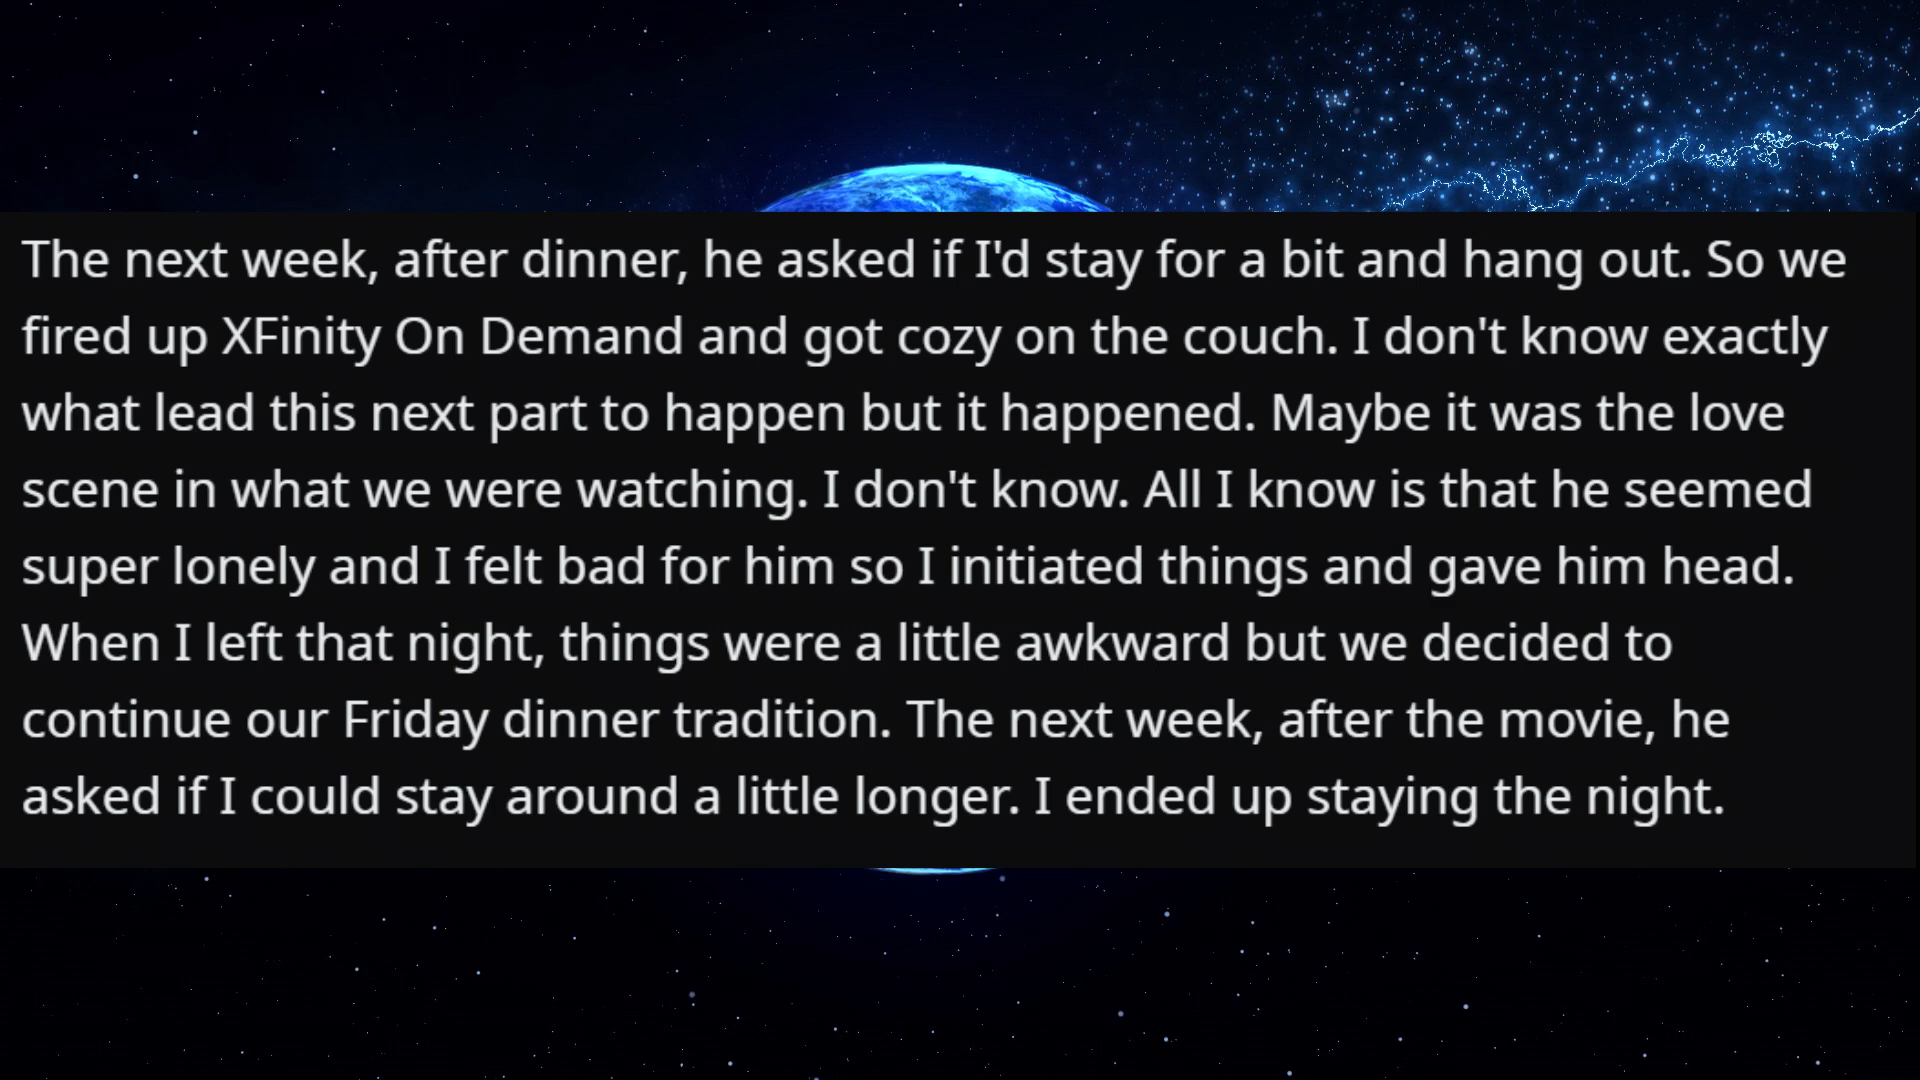 The next week, after dinner, he asked if I'd stay for a bit and hang out. So we
fired up XFinity On Demand and got cozy on the couch. I don't know exactly
what lead this next part to happen but it happened. Maybe it was the love
scene in what we were watching. I don't know. All I know is that he seemed
super lonely and I felt bad for him so I initiated things and gave him head.
When I left that night, things were a little awkward but we decided to
continue our Friday dinner tradition. The next week, after the movie, he
asked if I could stay around a little longer. I ended up staying the night.